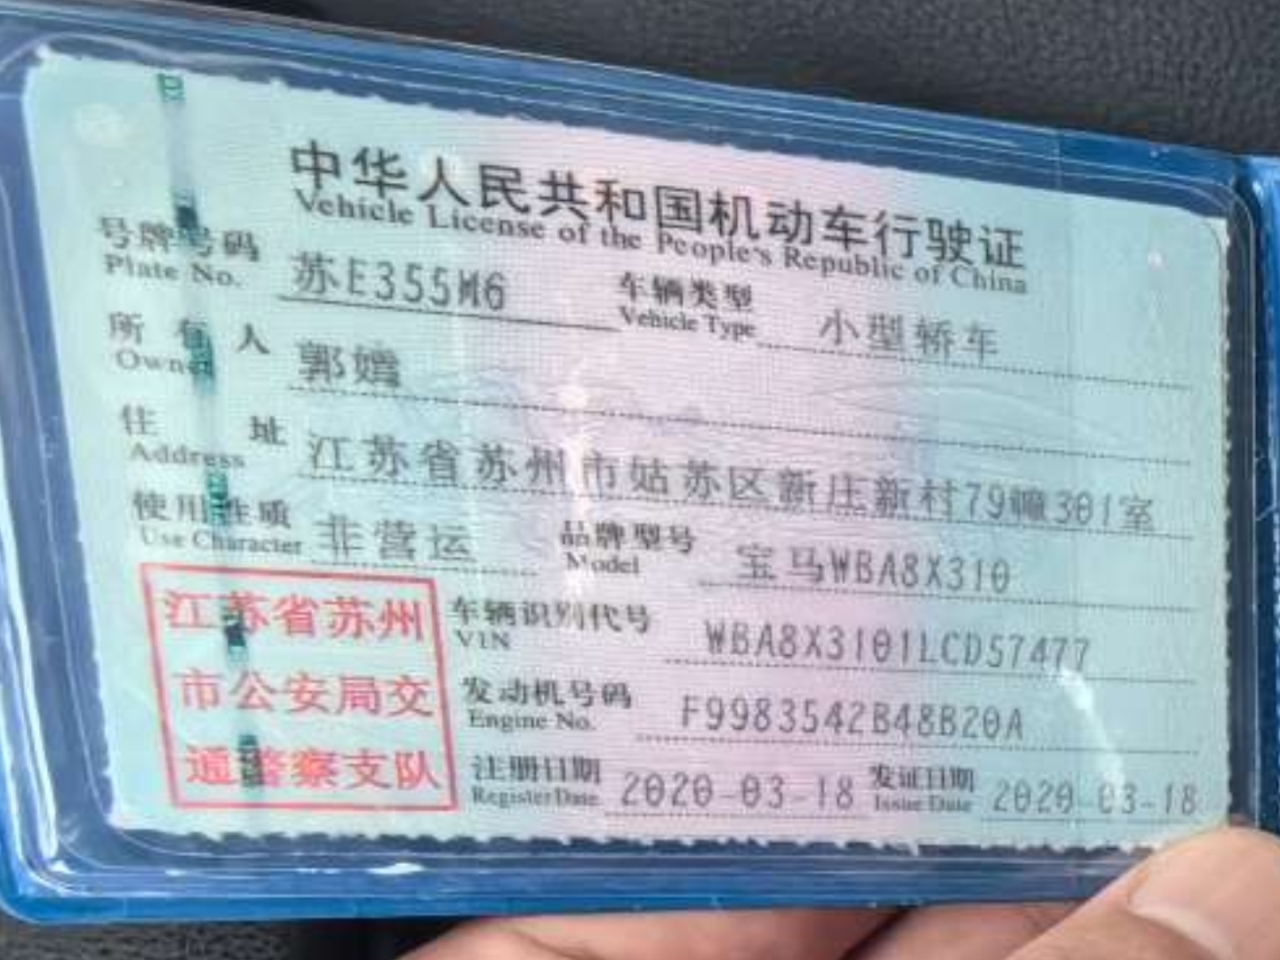 中华人民共和国机动车行驶证
Vehicle License of the People's Republic of China
号牌号码 苏E355M6 车辆类型 小型轿车
Plate No. Vehicle Type
所有人 郭嫣
Owner
住址 江苏省苏州市姑苏区新庄新村79幢301室
Address
使用性质 非营运 品牌型号 宝马WBA8X310
Use Character Model
江苏省苏州
市公安局交
通警察支队
车辆识别代号 WBA8X3101LCD57477
VIN
发动机号码 F9983542B48B20A
Engine No.
注册日期 2020-03-18 发证日期 2020-03-18
Register Date Issue Date